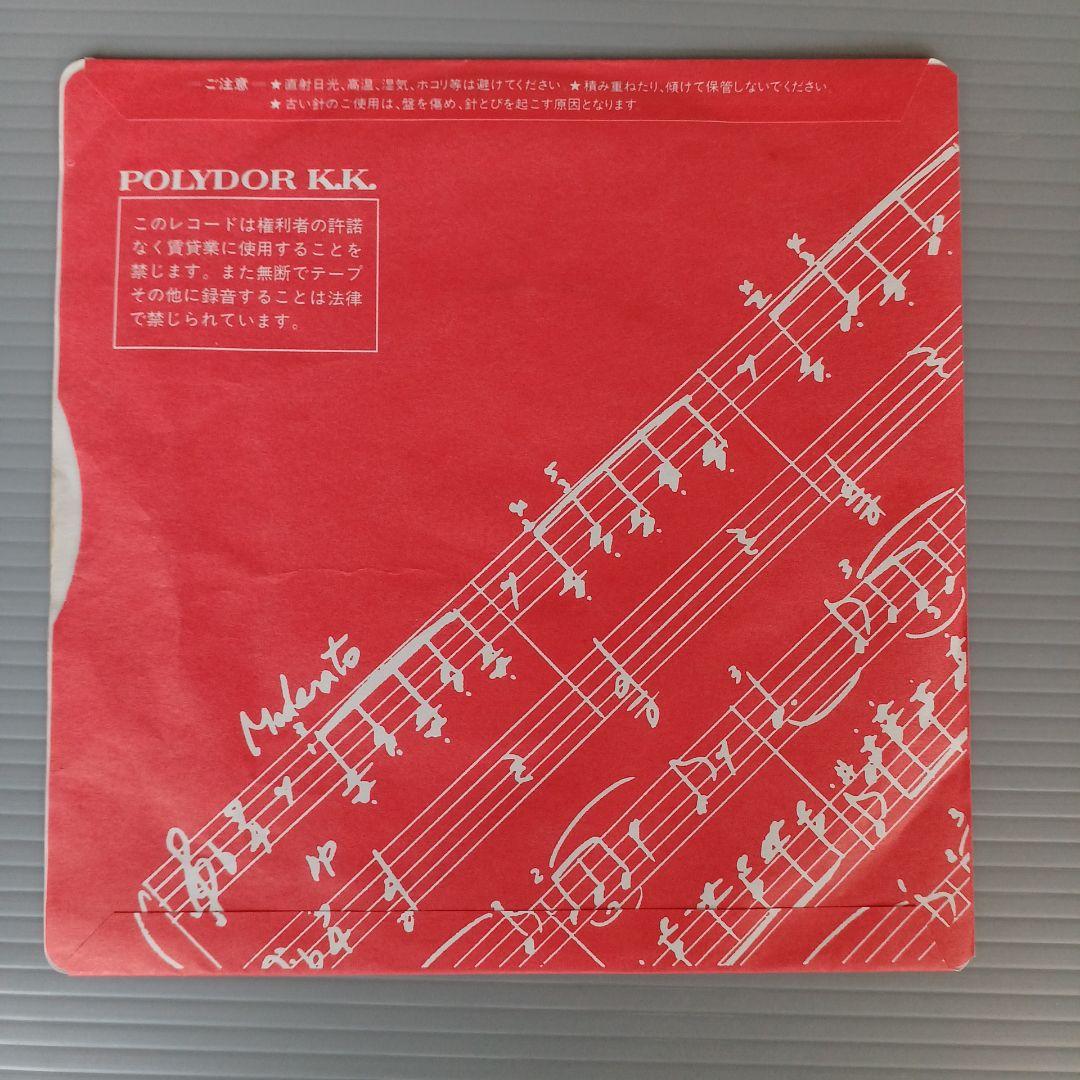 ご注意 ★直射日光、高温、湿気、ホコリ等は避けてください ★積み重ねたり、傾けて保管しないでください
★古い針のご使用は、盤を傷め、針とびを起こす原因となります
POLYDOR K.K.
このレコードは権利者の許諾
なく賃貸業に使用することを
禁じます。また無断でテープ
その他に録音することは法律
で禁じられています。
Moderato